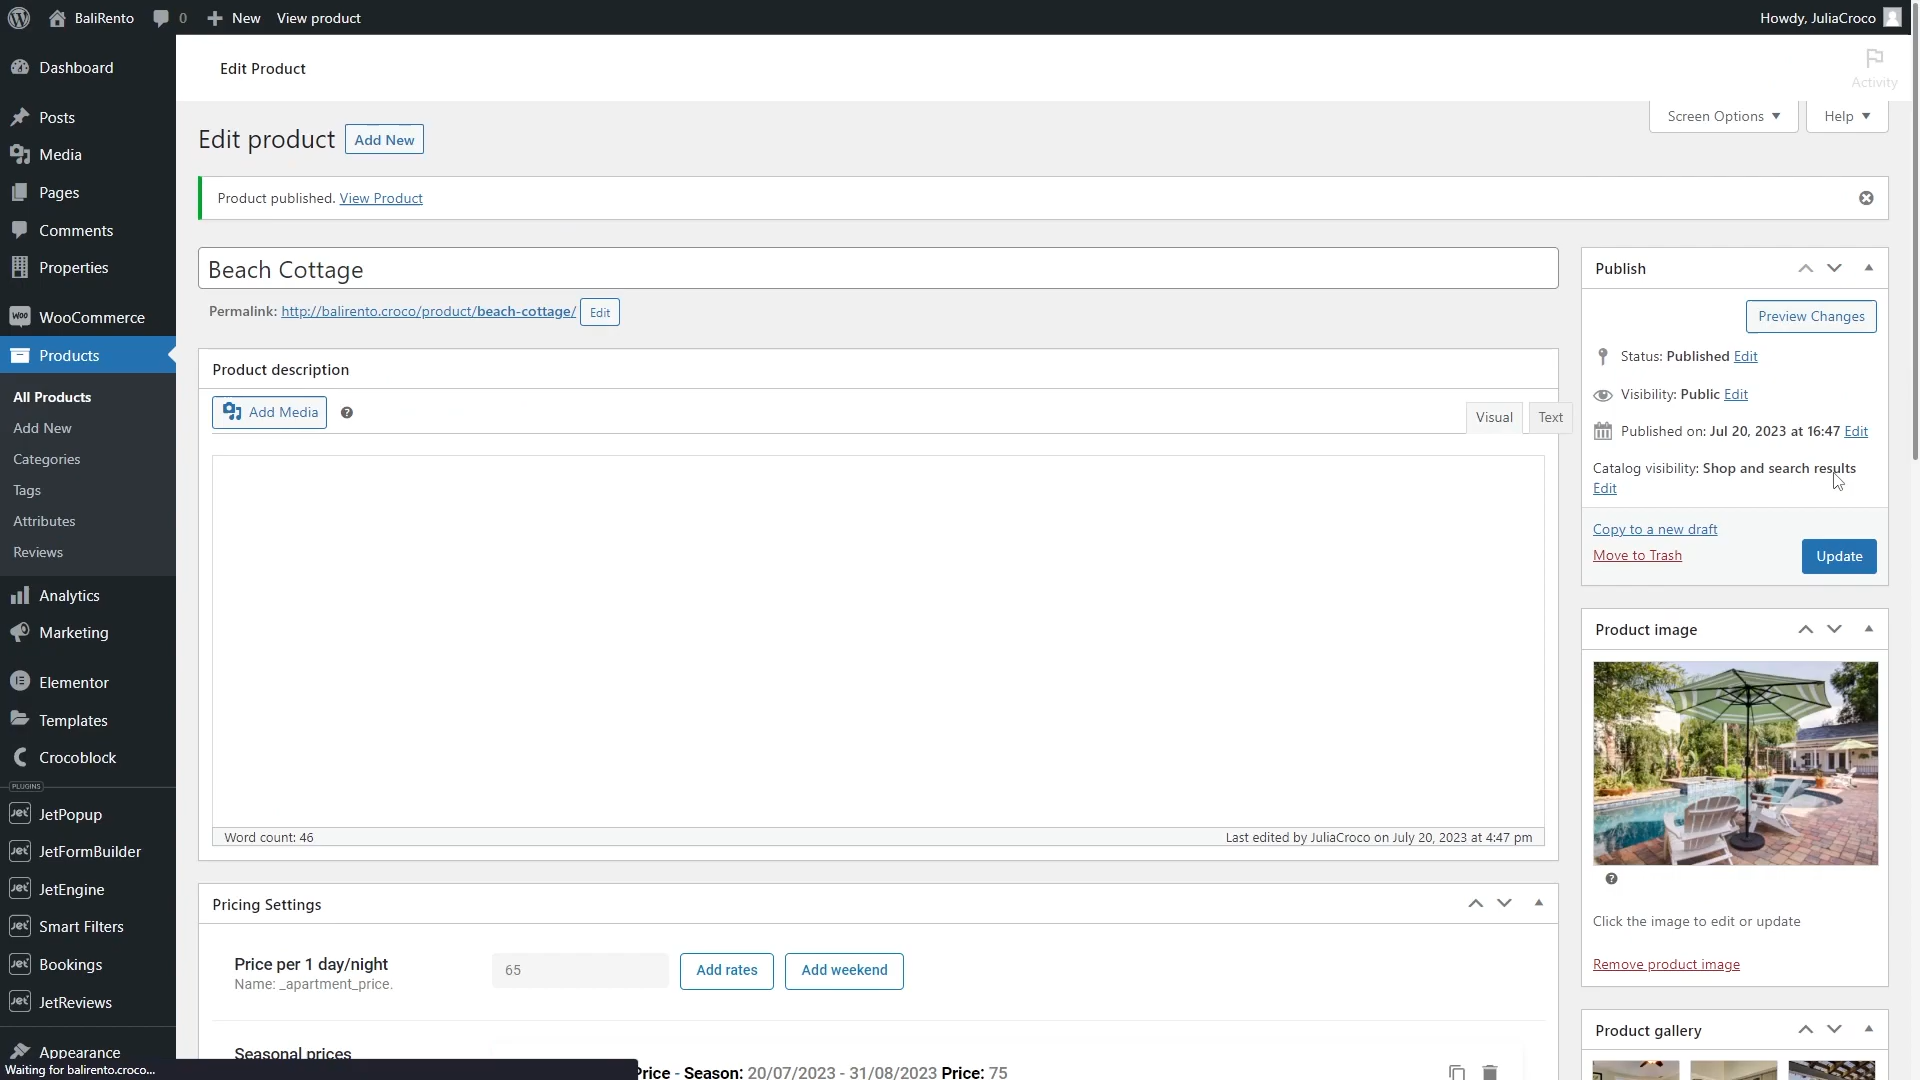 BaliRento
0
New
View product
Howdy, JuliaCroco
Dashboard
Posts
Media
Pages
Comments
Properties
WooCommerce
Products
All Products
Add New
Categories
Tags
Attributes
Reviews
Analytics
Marketing
Elementor
Templates
Crocoblock
PLUGINS
JetPopup
JetFormBuilder
JetEngine
Smart Filters
Bookings
JetReviews
Appearance
Waiting for balirento.croco...
Edit Product
Activity
Screen Options
Help
Edit product
Add New
Product published. View Product
Beach Cottage
Permalink: http://balirento.croco/product/beach-cottage/ Edit
Product description
Add Media
Visual
Text
Word count: 46
Last edited by JuliaCroco on July 20, 2023 at 4:47 pm
Pricing Settings
Price per 1 day/night
Name: _apartment_price.
65
Add rates
Add weekend
Seasonal prices
Price - Season: 20/07/2023 - 31/08/2023 Price: 75
Publish
Preview Changes
Status: Published Edit
Visibility: Public Edit
Published on: Jul 20, 2023 at 16:47 Edit
Catalog visibility: Shop and search results
Edit
Copy to a new draft
Move to Trash
Update
Product image
Click the image to edit or update
Remove product image
Product gallery